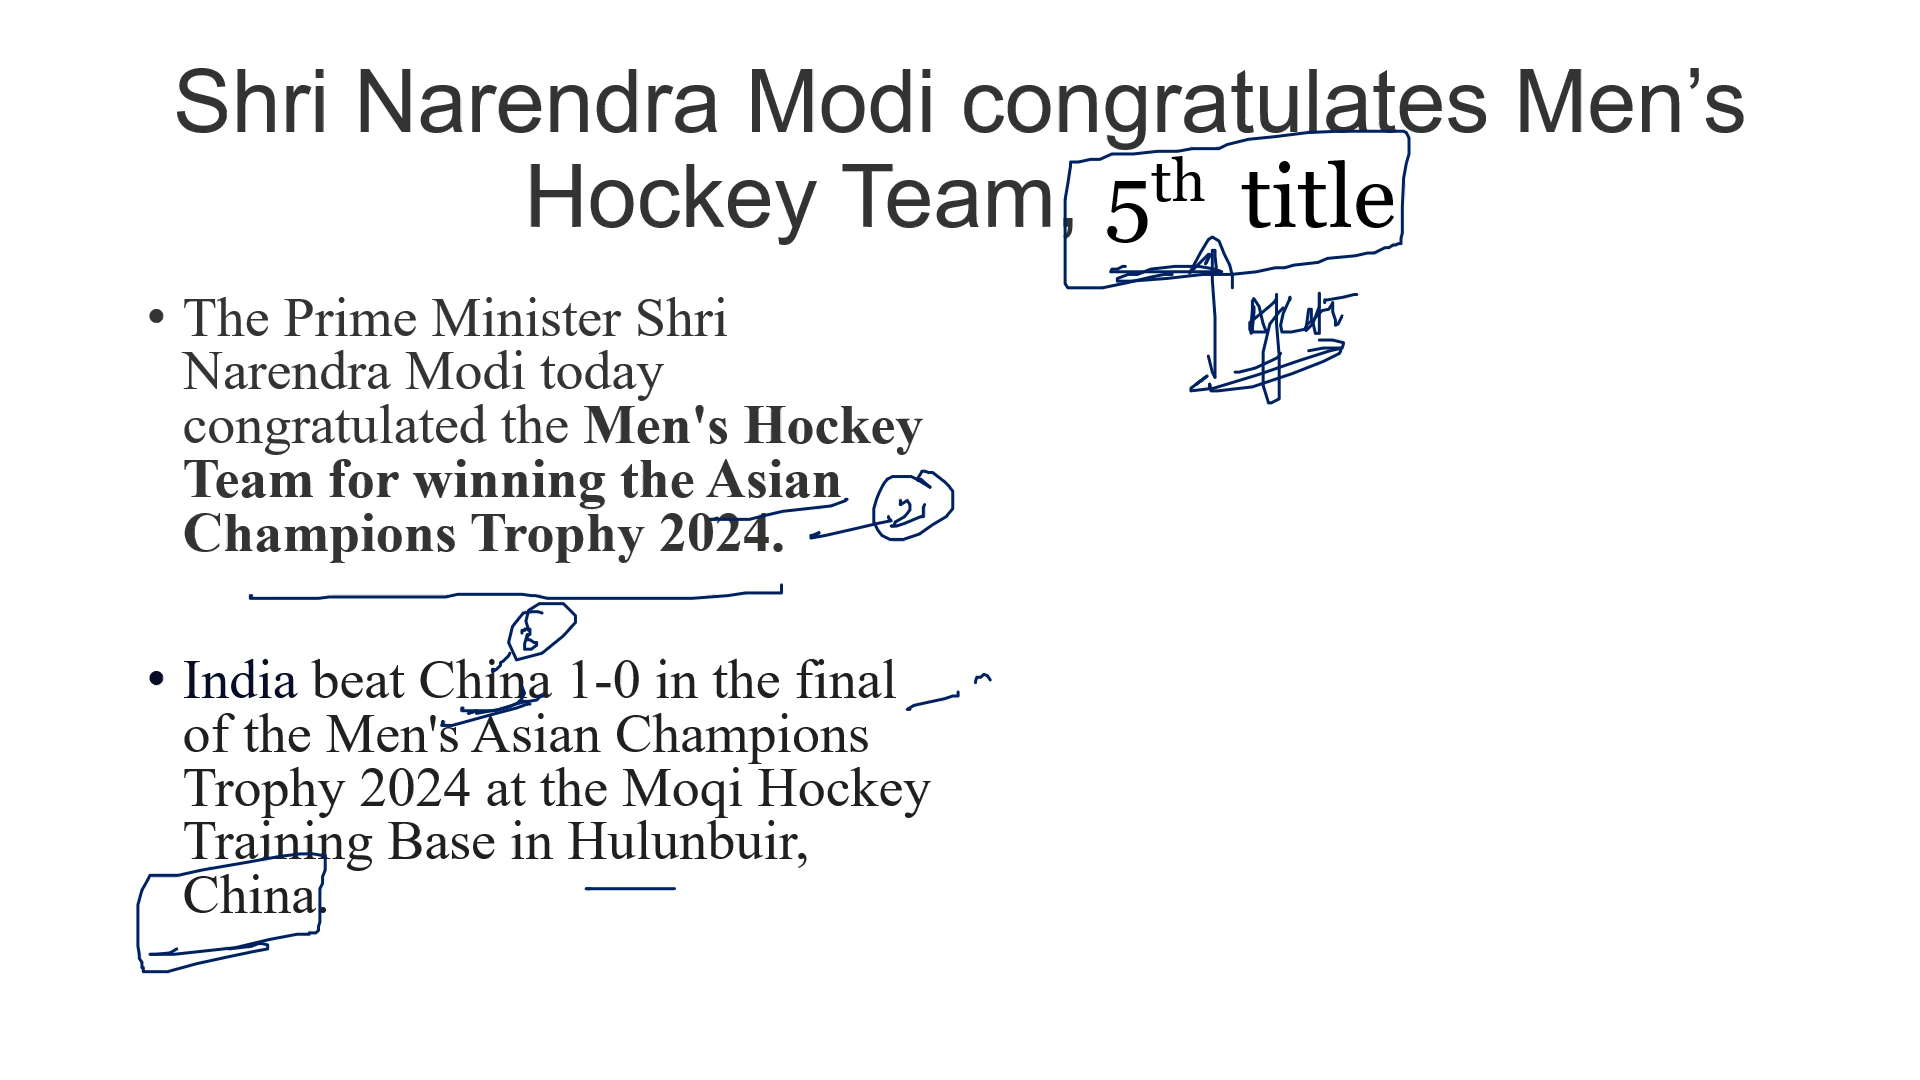 Shri Narendra Modi congratulates Men’s
Hockey Team, 5th title
• The Prime Minister Shri
Narendra Modi today
congratulated the Men's Hockey
Team for winning the Asian
Champions Trophy 2024.
• India beat China 1-0 in the final
of the Men's Asian Champions
Trophy 2024 at the Moqi Hockey
Training Base in Hulunbuir,
China.